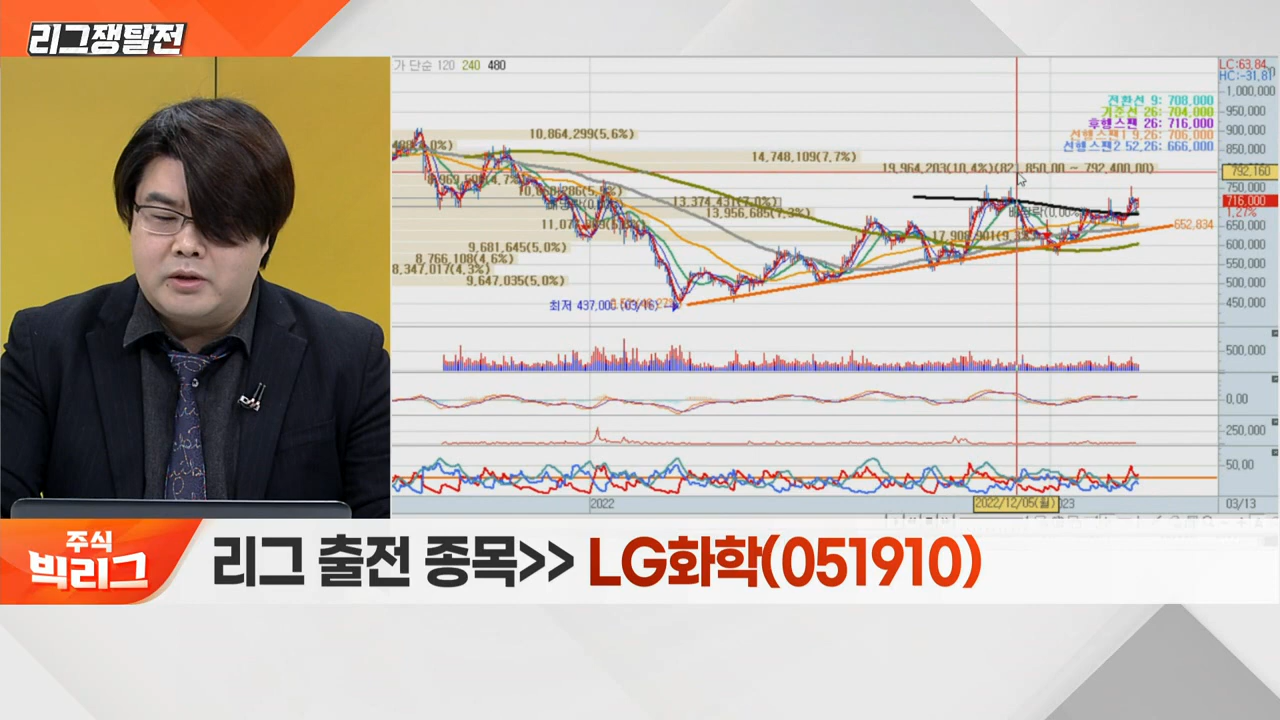 리그쟁탈전
가 단순 120 240 480
LC:63,84
HC:-31,81
1,000,000
950,000
900,000
850,000
792,160
750,000
716,000
1,27%
650,000
600,000
550,000
500,000
450,000
전환선 9: 708,000
기준선 26: 704,000
후행스팬 26: 716,000
선행스팬1 9,26: 706,000
선행스팬2 52,26: 666,000
10,864,299(5,6%)
14,748,109(7,7%)
19,964,203(10,4%)(821,850,00 ~ 792,400,00)
13,374,431(7,0%)
13,956,685(7,3%)
9,681,645(5,0%)
8,766,108(4,6%)
8,347,017(4,3%)
9,647,035(5,0%)
652,834
최저 437,000 (03/16)
500,000
0,00
250,000
50,00
2022
2022/12/05(월)
023
03/13
주식
빅리그
리그 출전 종목>> LG화학(051910)